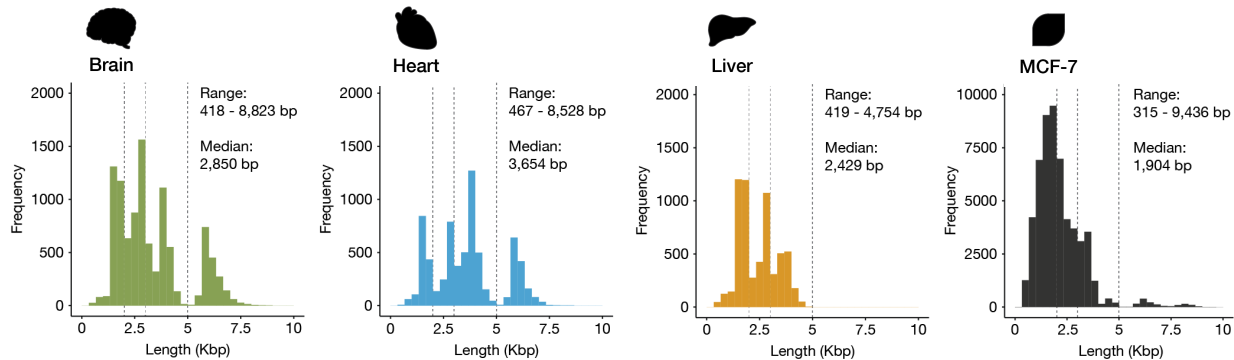 Brain
Range:
418 - 8,823 bp
Median:
2,850 bp
2000
1500
1000
500
0
Frequency
0
2.5
5
7.5
10
Length (Kbp)
Heart
Range:
467 - 8,528 bp
Median:
3,654 bp
2000
1500
1000
500
0
Frequency
0
2.5
5
7.5
10
Length (Kbp)
Liver
Range:
419 - 4,754 bp
Median:
2,429 bp
2000
1500
1000
500
0
Frequency
0
2.5
5
7.5
10
Length (Kbp)
MCF-7
Range:
315 - 9,436 bp
Median:
1,904 bp
10000
7500
5000
2500
0
Frequency
0
2.5
5
7.5
10
Length (Kbp)